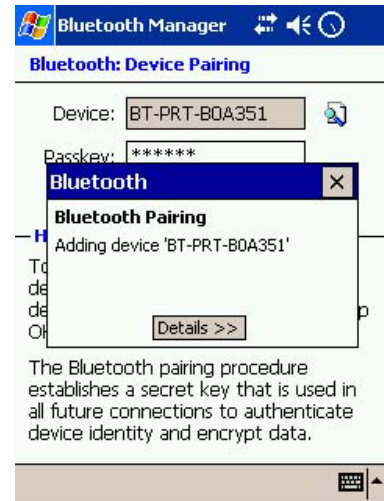 Bluetooth Manager
Bluetooth: Device Pairing
Device: BT-PRT-B0A351
Passkey: ******
Bluetooth
Bluetooth Pairing
Adding device 'BT-PRT-B0A351'
Details >>
The Bluetooth pairing procedure
establishes a secret key that is used in
all future connections to authenticate
device identity and encrypt data.